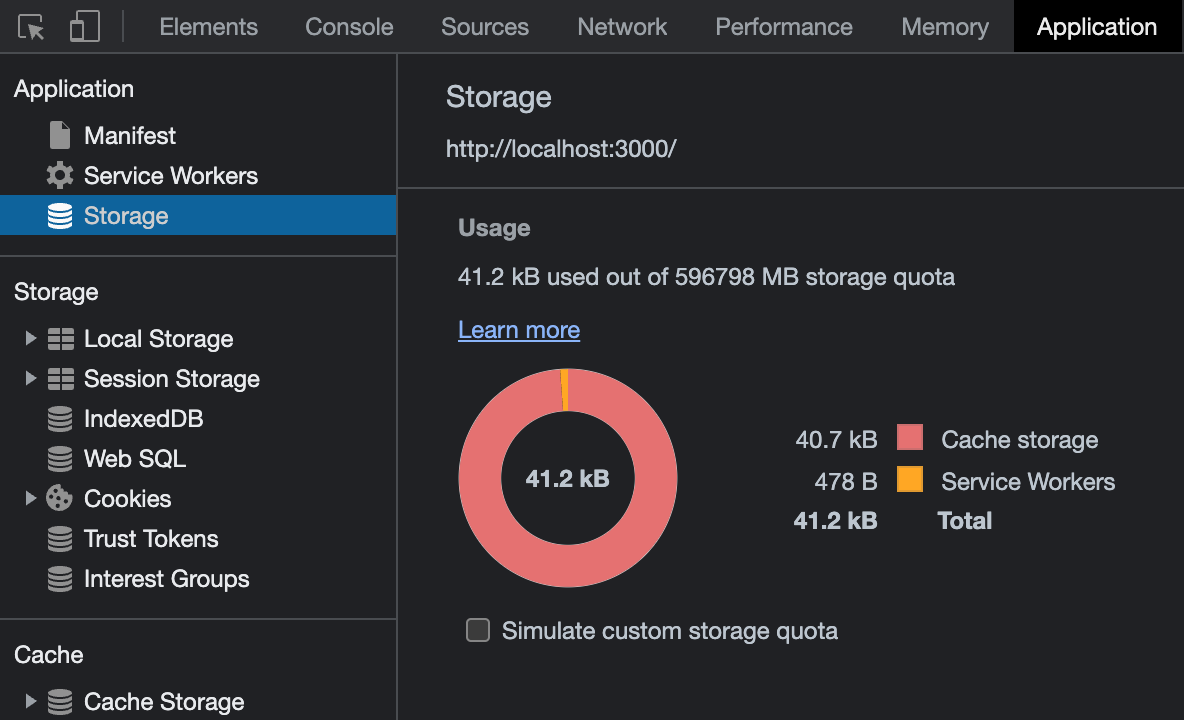 Elements Console Sources Network Performance Memory Application
Application
Manifest
Service Workers
Storage
Storage
Local Storage
Session Storage
IndexedDB
Web SQL
Cookies
Trust Tokens
Interest Groups
Cache
Cache Storage
Storage
http://localhost:3000/
Usage
41.2 kB used out of 596798 MB storage quota
Learn more
41.2 kB
40.7 kB Cache storage
478 B Service Workers
41.2 kB Total
Simulate custom storage quota